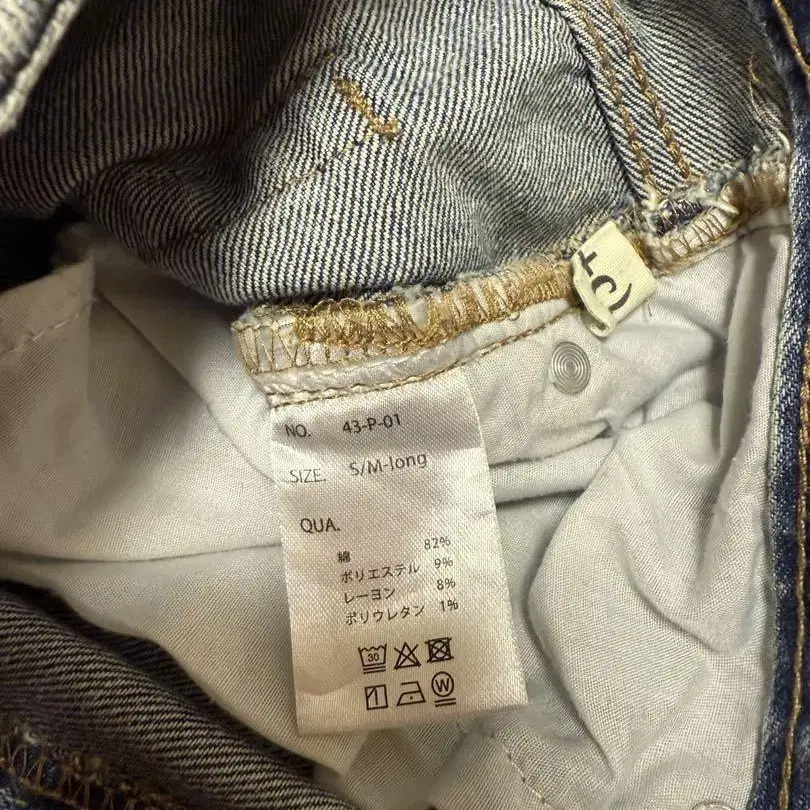 NO. 43-P-01
SIZE. S/M-long
QUA.
綿 82%
ポリエステル 9%
レーヨン 8%
ポリウレタン 1%
30
W